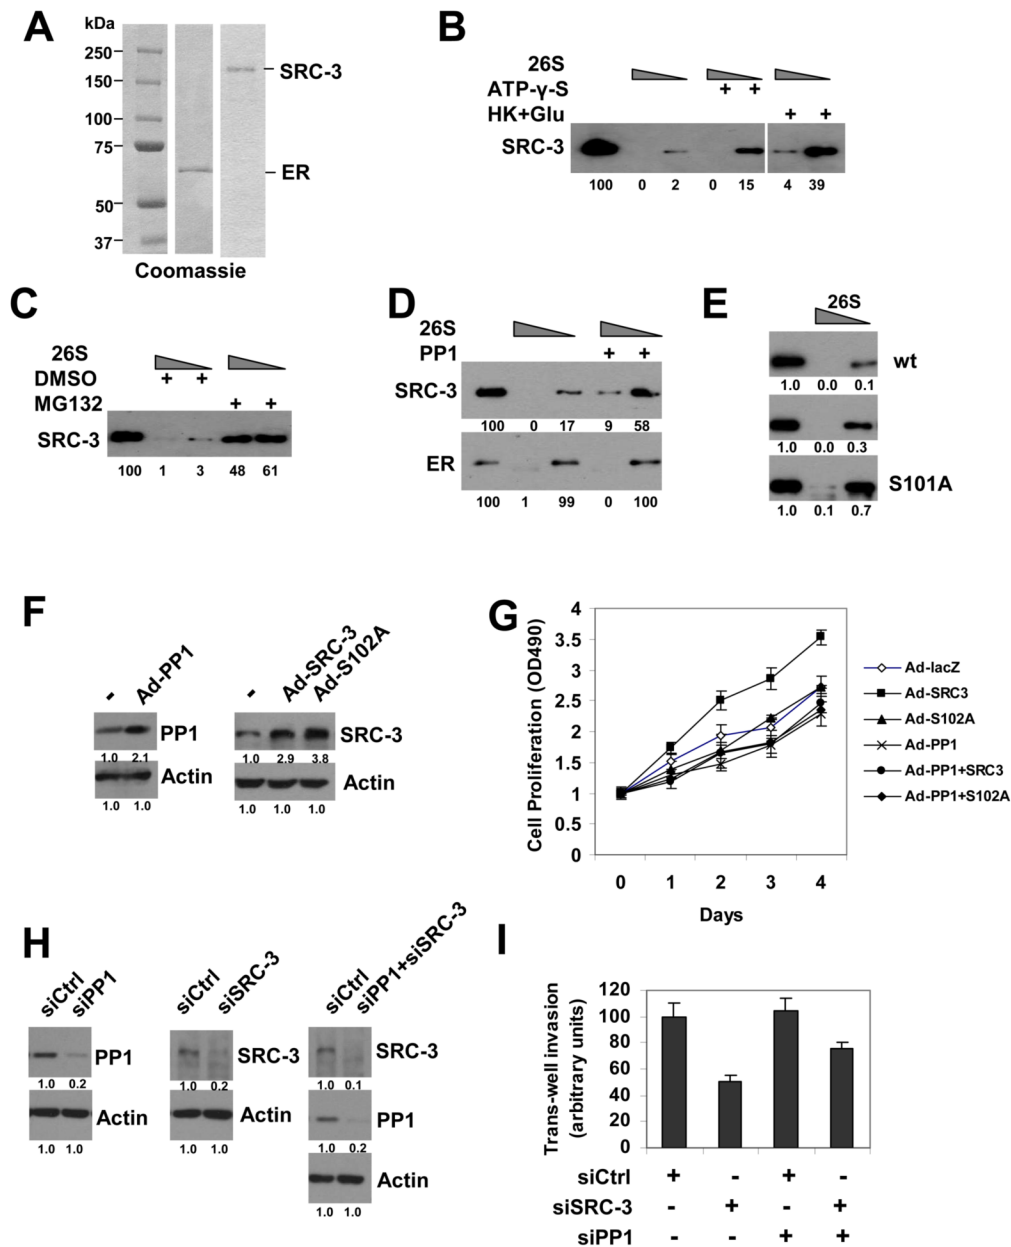 A
kDa
250
150
100
75
50
37
SRC-3
ER
Coomassie
B
26S
ATP-γ-S + +
HK+Glu + +
SRC-3
100 0 2 0 15 4 39
C
26S
DMSO + +
MG132 + +
SRC-3
100 1 3 48 61
D
26S
PP1 + +
SRC-3
100 0 17 9 58
ER
100 1 99 0 100
E
26S
wt
1.0 0.0 0.1
1.0 0.0 0.3
S101A
1.0 0.1 0.7
F
- Ad-PP1
PP1
1.0 2.1
Actin
1.0 1.0
- Ad-SRC-3 Ad-S102A
SRC-3
1.0 2.9 3.8
Actin
1.0 1.0 1.0
G
Cell Proliferation (OD490)
4
3.5
3
2.5
2
1.5
1
0.5
0
0 1 2 3 4
Days
Ad-lacZ
Ad-SRC3
Ad-S102A
Ad-PP1
Ad-PP1+SRC3
Ad-PP1+S102A
H
siCtrl siPP1
PP1
1.0 0.2
Actin
1.0 1.0
siCtrl siSRC-3
SRC-3
1.0 0.2
Actin
1.0 1.0
siCtrl siPP1+siSRC-3
SRC-3
1.0 0.1
PP1
1.0 0.2
Actin
1.0 1.0
I
Trans-well invasion
(arbitrary units)
120
100
80
60
40
20
0
siCtrl + - + -
siSRC-3 - + - +
siPP1 - - + +